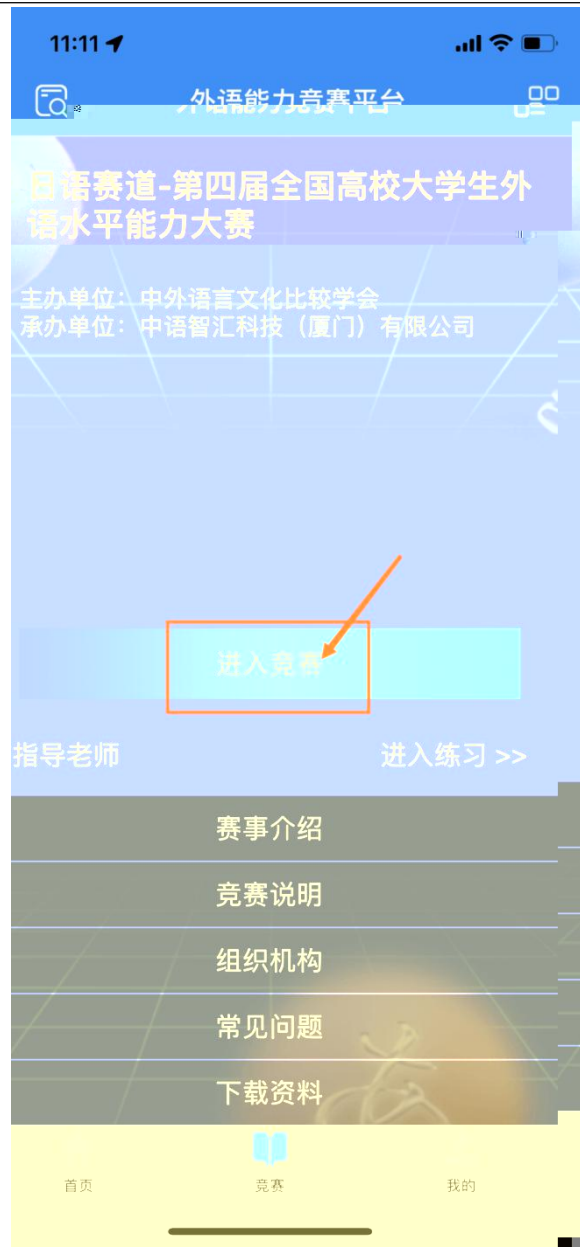 11:11
外语能力竞赛平台
日语赛道-第四届全国高校大学生外
语水平能力大赛
主办单位：中外语言文化比较学会
承办单位：中语智汇科技（厦门）有限公司
进入竞赛
指导老师 进入练习 >>
赛事介绍
竞赛说明
组织机构
常见问题
下载资料
首页 竞赛 我的